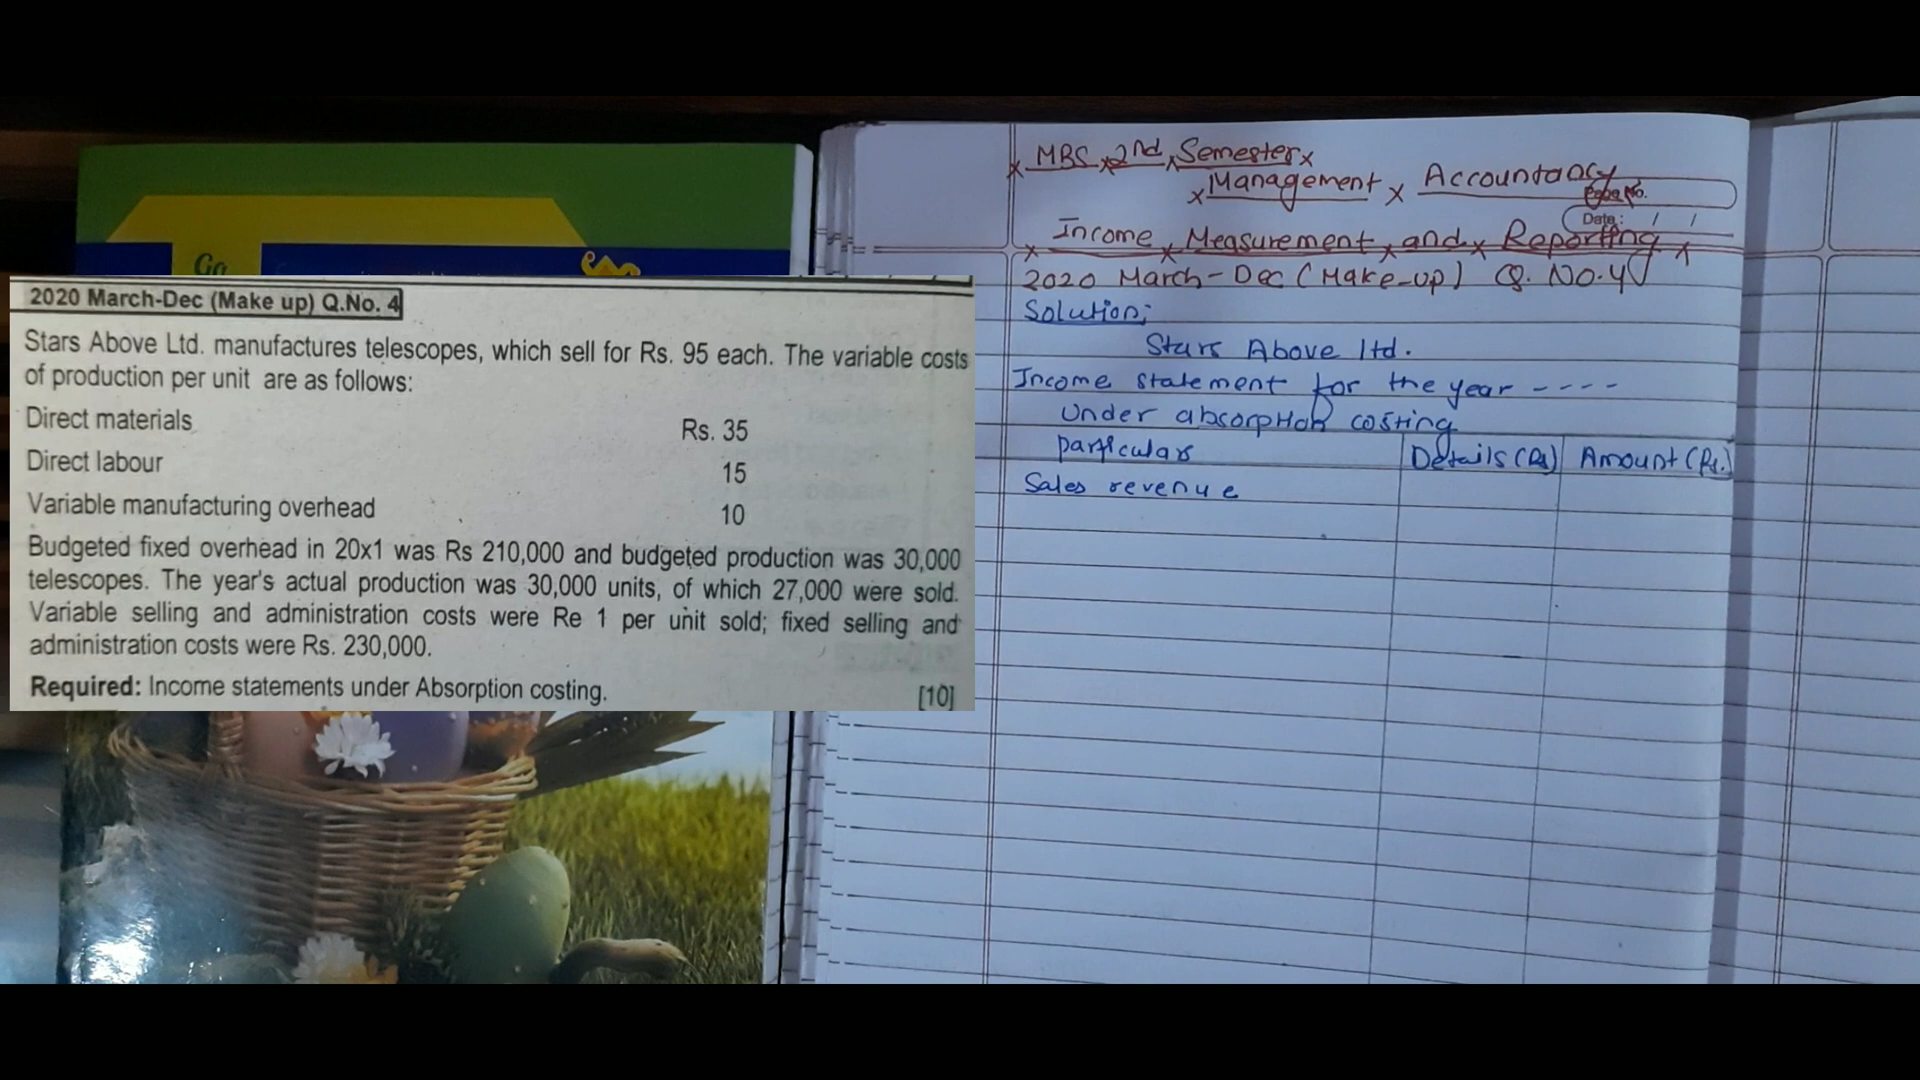 Ga
2020 March-Dec (Make up) Q.No. 4
Stars Above Ltd. manufactures telescopes, which sell for Rs. 95 each. The variable costs
of production per unit are as follows:
Direct materials Rs. 35
Direct labour 15
Variable manufacturing overhead 10
Budgeted fixed overhead in 20x1 was Rs 210,000 and budgeted production was 30,000
telescopes. The year's actual production was 30,000 units, of which 27,000 were sold.
Variable selling and administration costs were Re 1 per unit sold; fixed selling and
administration costs were Rs. 230,000.
Required: Income statements under Absorption costing. [10]
MBS 2nd Semester
Management Accountancy
Page No.
Date: / /
Income Measurement and Reporting
2020 March-Dec (Make-up) Q. No. 4
Solution;
Stars Above ltd.
Income statement for the year ----
Under absorption costing
particulars Details (Rs) Amount (Rs.)
Sales revenue